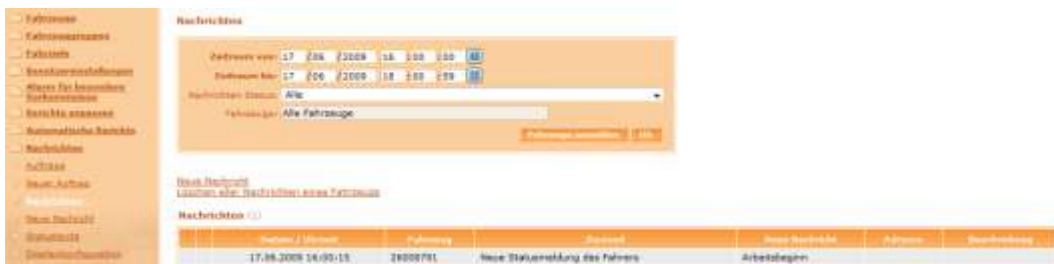 Fahrzeuge
Fahrzeuggruppen
Fahrziele
Benutzereinstellungen
Alarm für besondere
Vorkommnisse
Berichte anpassen
Automatische Berichte
Nachrichten
Aufträge
Neuer Auftrag
Nachrichten
Neue Nachricht
Statusliste
Nachrichten
Zeitraum von: 17 /06 /2009 16 :00 :00
Zeitraum bis: 17 /06 /2009 18 :00 :59
Nachrichten Status: Alle
Fahrzeuge: Alle Fahrzeuge
Fahrzeuge auswählen OK
Neue Nachricht
Löschen aller Nachrichten eines Fahrzeugs
Nachrichten (1)
Datum / Uhrzeit Fahrzeug Zustand Neue Nachricht Adresse Beschreibung
17.06.2009 16:00:15 26000791 Neue Statusmeldung des Fahrers Arbeitsbeginn